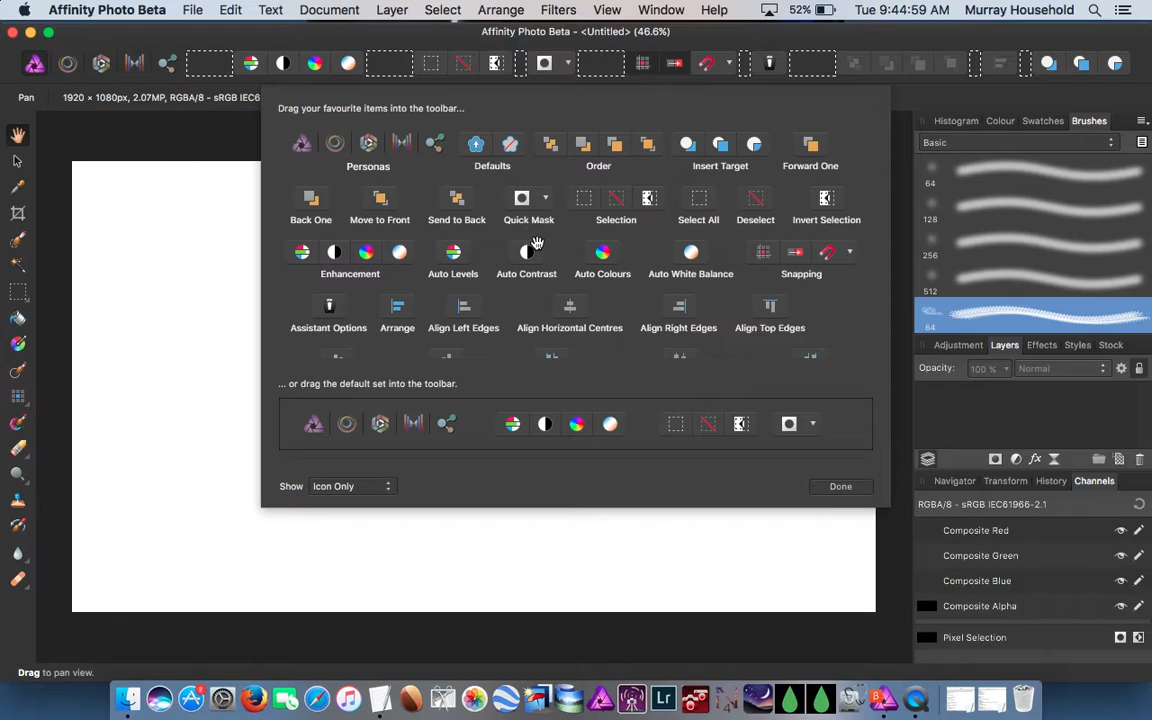 Affinity Photo Beta File Edit Text Document Layer Select Arrange Filters View Window Help 52% Tue 9:44:59 AM Murray Household
Affinity Photo Beta - <Untitled> (46.6%)
Pan 1920 × 1080px, 2.07MP, RGBA/8 - sRGB IEC6
Drag your favourite items into the toolbar...
Histogram Colour Swatches Brushes
Basic
Personas Defaults Order Insert Target Forward One
64
128
256
512
64
Back One Move to Front Send to Back Quick Mask Selection Select All Deselect Invert Selection
Enhancement Auto Levels Auto Contrast Auto Colours Auto White Balance Snapping
Assistant Options Arrange Align Left Edges Align Horizontal Centres Align Right Edges Align Top Edges
Adjustment Layers Effects Styles Stock
Opacity: 100 % Normal
... or drag the default set into the toolbar.
Show Icon Only Done
Navigator Transform History Channels
RGBA/8 - sRGB IEC61966-2.1
Composite Red
Composite Green
Composite Blue
Composite Alpha
Pixel Selection
Drag to pan view.
2
Lr